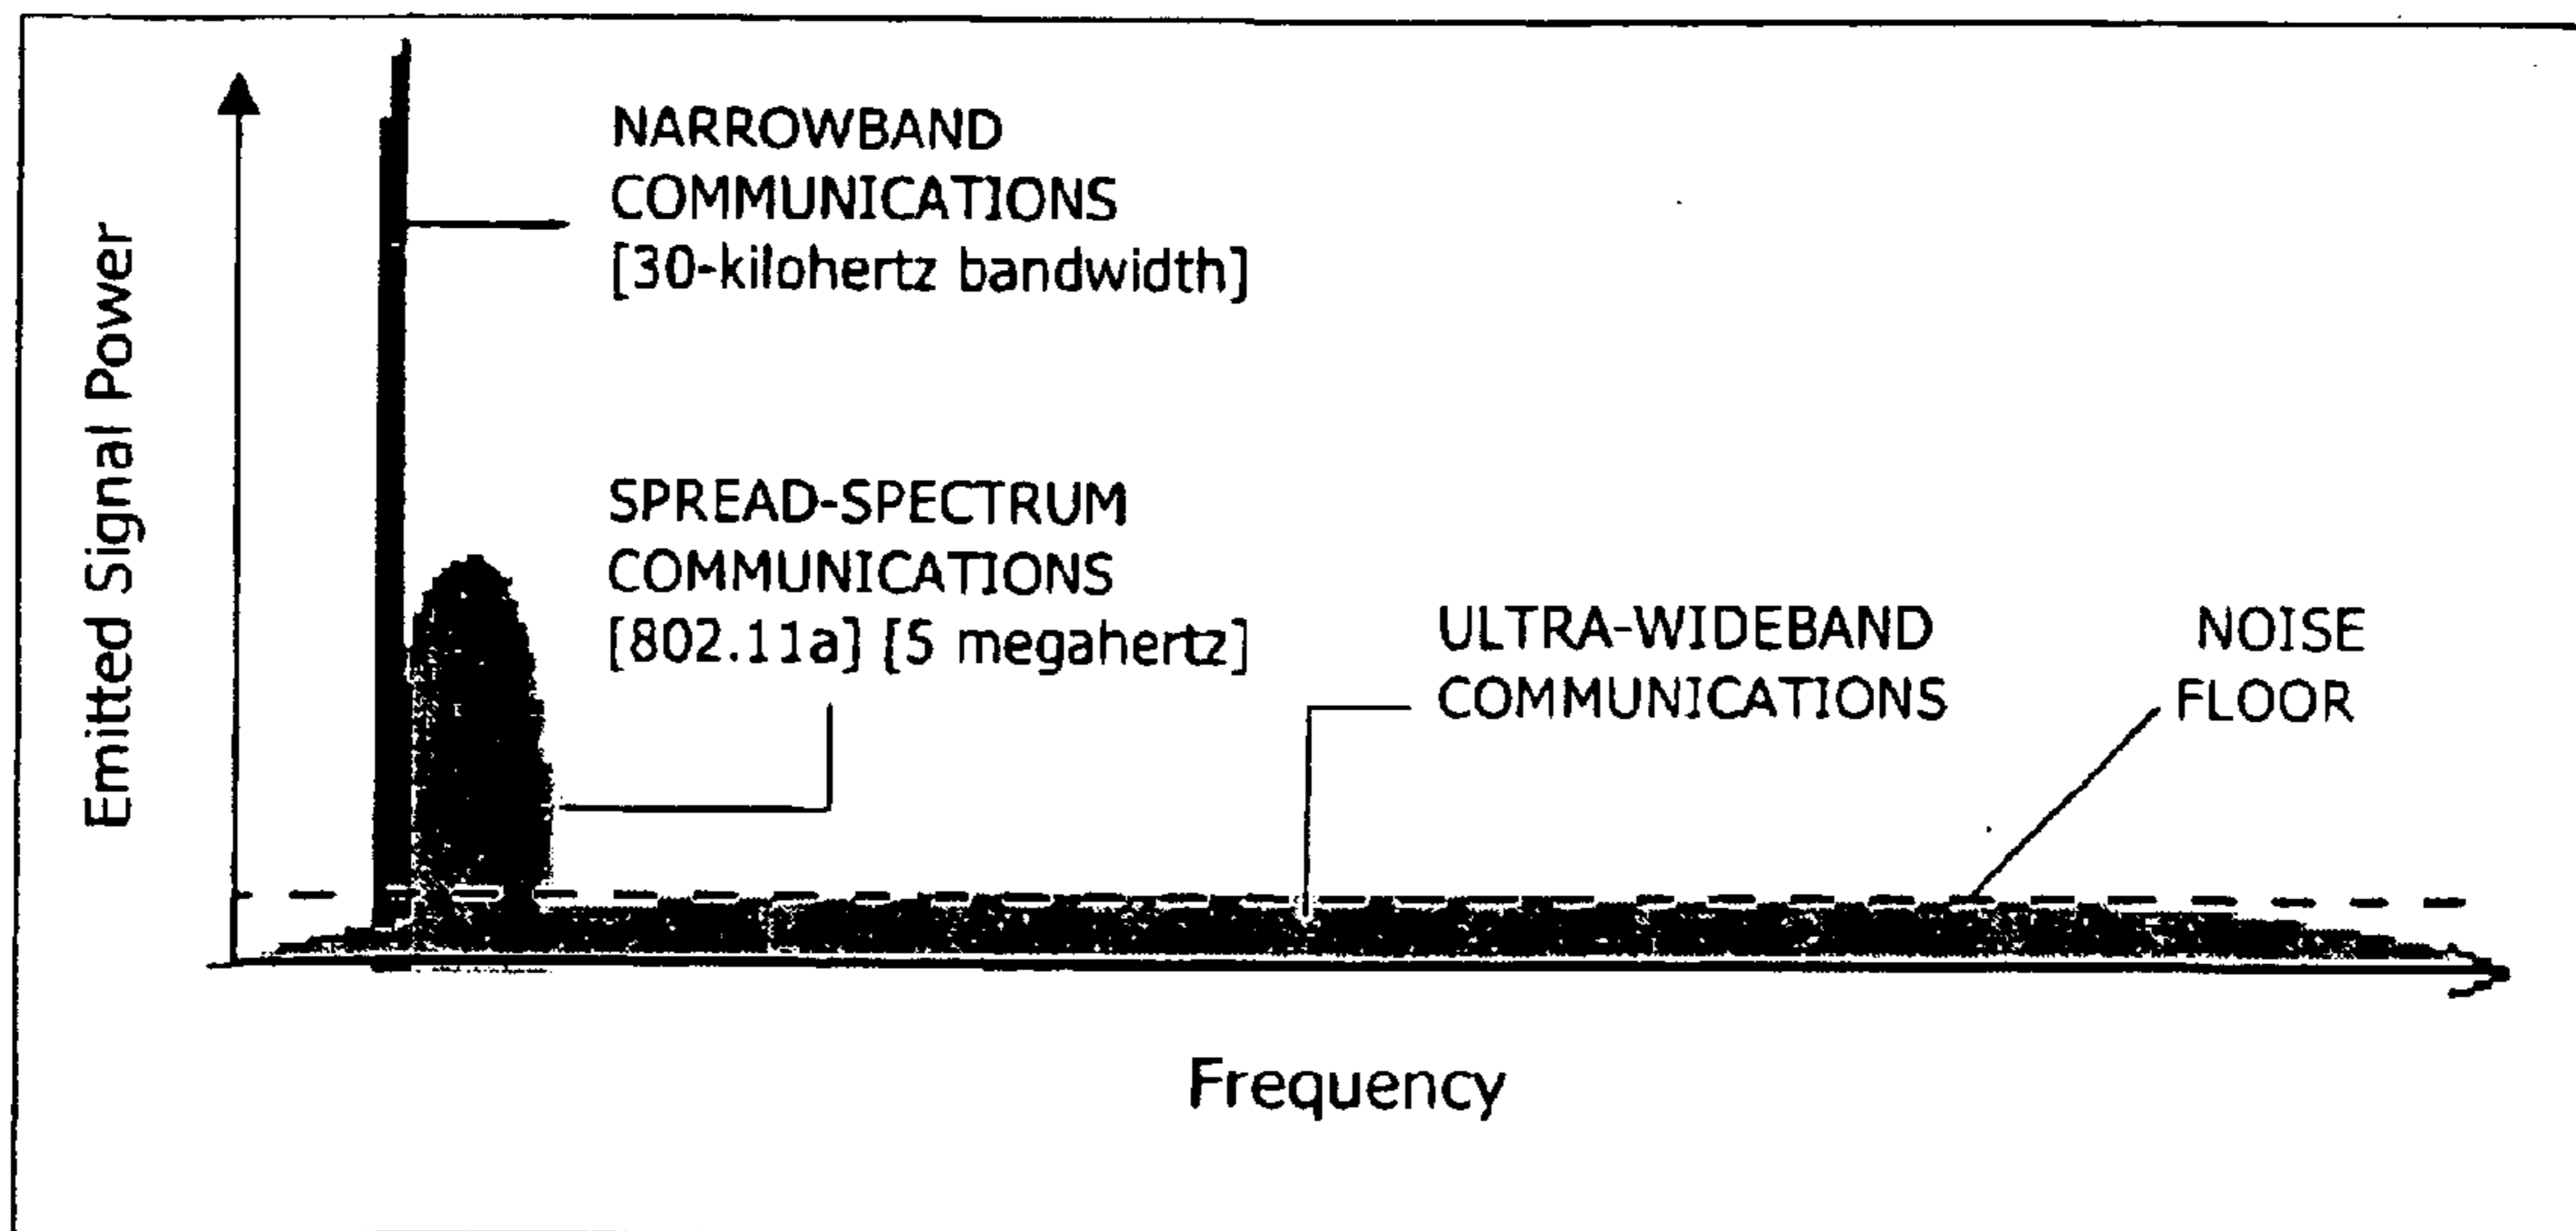 NARROWBAND
COMMUNICATIONS
[30-kilohertz bandwidth]
Emitted Signal Power
SPREAD-SPECTRUM
COMMUNICATIONS
[802.11a] [5 megahertz]
ULTRA-WIDEBAND
COMMUNICATIONS
NOISE
FLOOR
Frequency